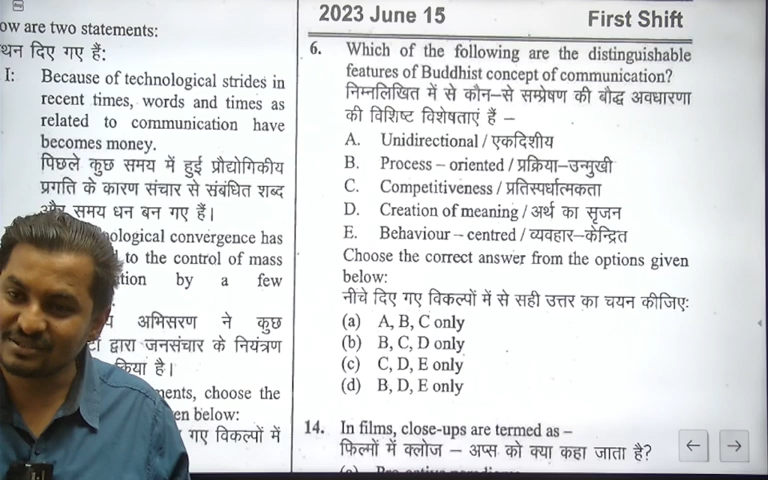 ow are two statements:
थन दिए गए हैं:
I: Because of technological strides in
recent times, words and times as
related to communication have
becomes money.
पिछले कुछ समय में हुई प्रौद्योगिकीय
प्रगति के कारण संचार से संबंधित शब्द
और समय धन बन गए हैं।
ological convergence has
to the control of mass
tion by a few
अभिसरण ने कुछ
द्वारा जनसंचार के नियंत्रण
किया है।
ments, choose the
en below:
गए विकल्पों में
2023 June 15 First Shift
6. Which of the following are the distinguishable
features of Buddhist concept of communication?
निम्नलिखित में से कौन–से सम्प्रेषण की बौद्ध अवधारणा
की विशिष्ट विशेषताएं हैं –
A. Unidirectional / एकदिशीय
B. Process – oriented / प्रक्रिया–उन्मुखी
C. Competitiveness / प्रतिस्पर्धात्मकता
D. Creation of meaning / अर्थ का सृजन
E. Behaviour – centred / व्यवहार–केन्द्रित
Choose the correct answer from the options given
below:
नीचे दिए गए विकल्पों में से सही उत्तर का चयन कीजिए:
(a) A, B, C only
(b) B, C, D only
(c) C, D, E only
(d) B, D, E only
14. In films, close-ups are termed as –
फिल्मों में क्लोज – अप्स को क्या कहा जाता है?